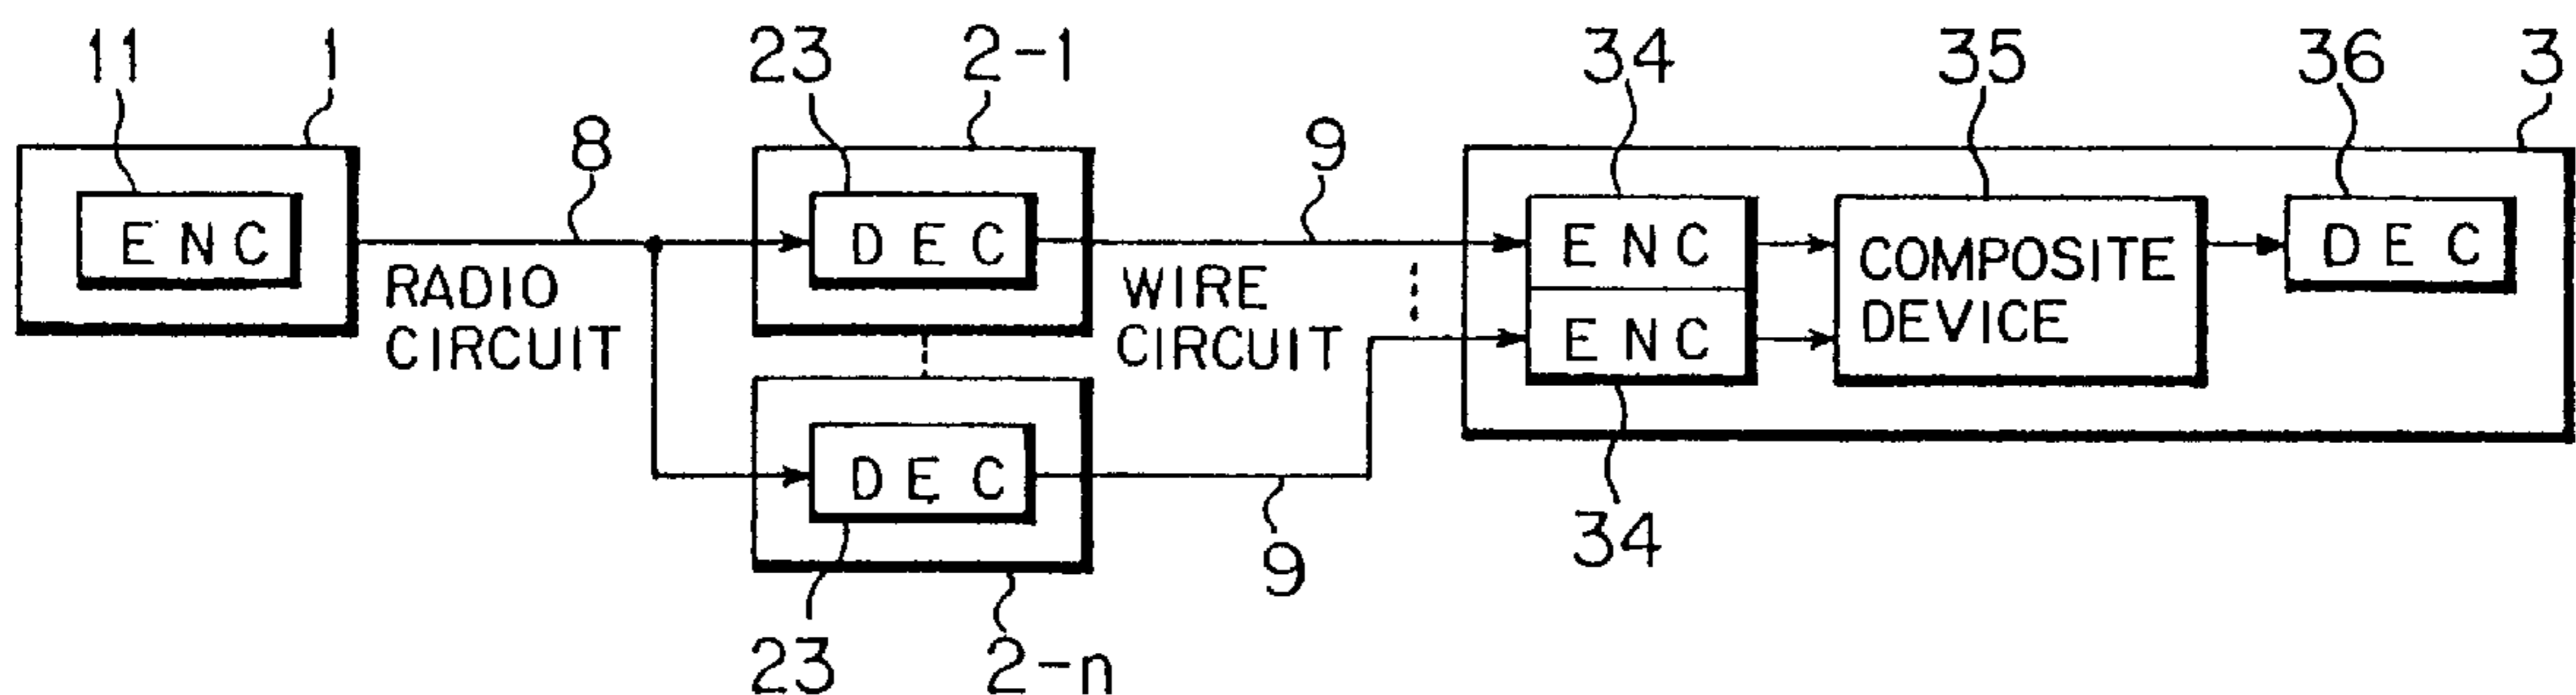 11
1
23
2-1
34
35
36
3
8
9
ENC
DEC
ENC
COMPOSITE
DEVICE
DEC
RADIO
CIRCUIT
WIRE
CIRCUIT
ENC
DEC
9
34
23
2-n